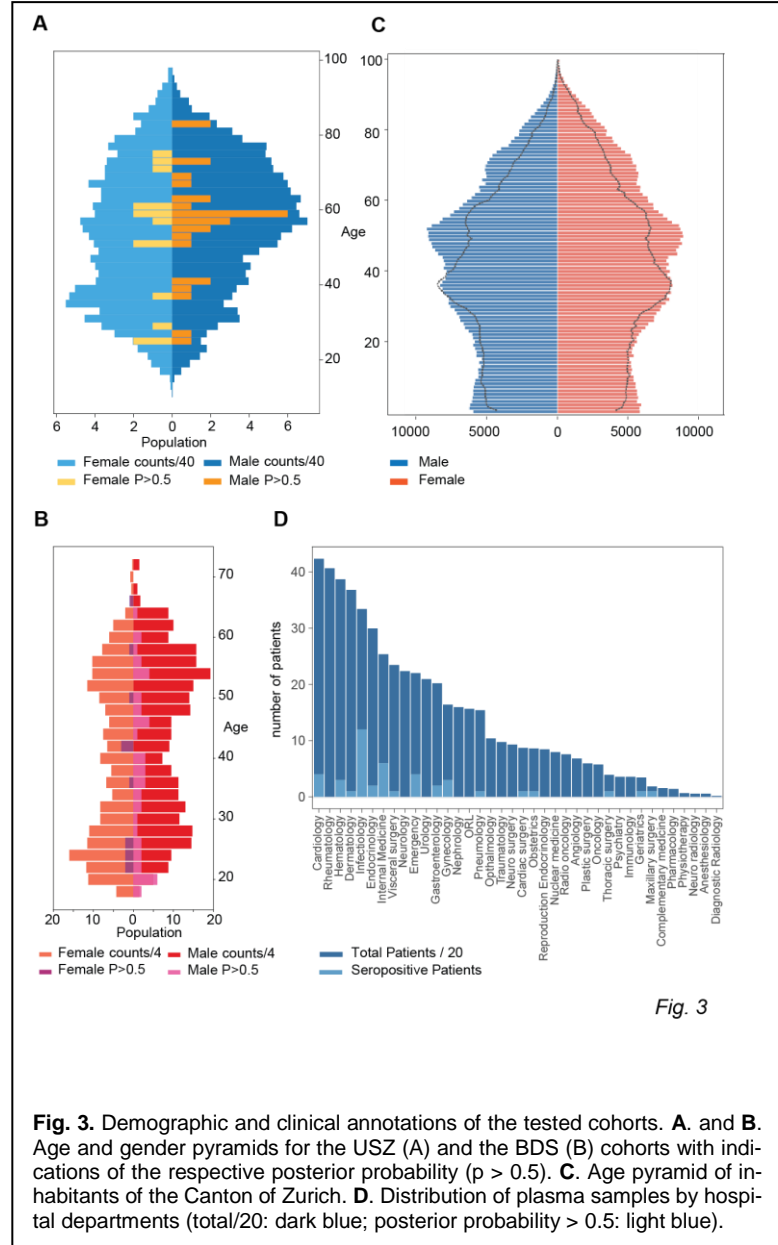 A
C
100
80
60
Age
40
20
6 4 2 0 2 4 6
Population
Female counts/40 Male counts/40
Female P>0.5 Male P>0.5
100
80
60
40
20
10000 5000 0 5000 10000
Male
Female
B
D
70
60
50
Age
40
30
20
20 10 0 10 20
Population
Female counts/4 Male counts/4
Female P>0.5 Male P>0.5
number of patients
40
30
20
10
0
Cardiology
Rheumatology
Hematology
Dermatology
Infectiology
Endocrinology
Internal Medicine
Visceral surgery
Neurology
Emergency
Urology
Gastroenterology
Gynecology
Nephrology
ORL
Pneumology
Opthalmology
Traumatology
Neuro surgery
Cardiac surgery
Obstetrics
Reproduction Endocrinology
Nuclear medicine
Radio Oncology
Angiology
Plastic surgery
Oncology
Thoracic surgery
Psychiatry
Immunology
Geriatrics
Maxillary surgery
Complementary medicine
Pharmacology
Physiotherapy
Neuro radiology
Anesthesiology
Diagnostic Radiology
Total Patients / 20
Seropositive Patients
Fig. 3
Fig. 3. Demographic and clinical annotations of the tested cohorts. A. and B.
Age and gender pyramids for the USZ (A) and the BDS (B) cohorts with indi-
cations of the respective posterior probability (p > 0.5). C. Age pyramid of in-
habitants of the Canton of Zurich. D. Distribution of plasma samples by hospi-
tal departments (total/20: dark blue; posterior probability > 0.5: light blue).